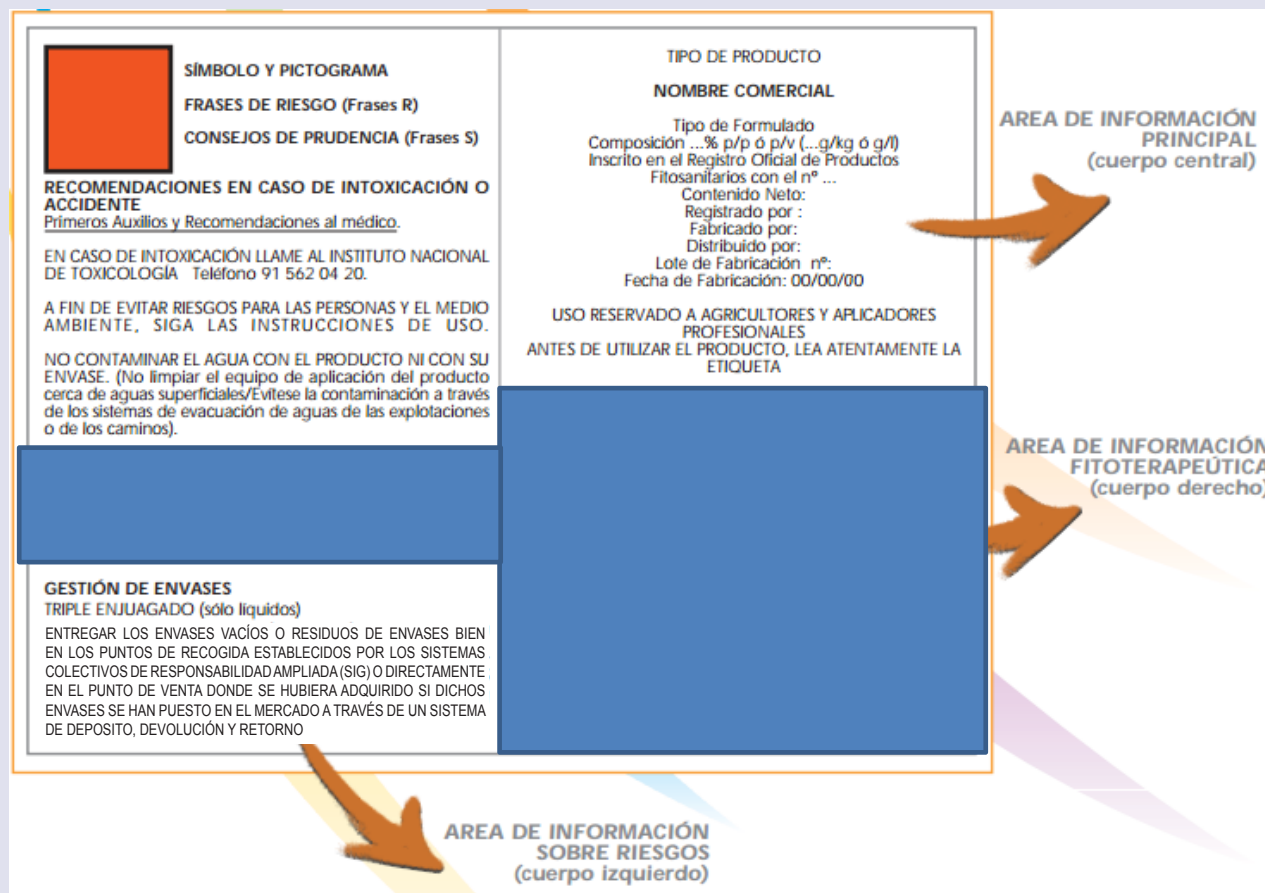 SÍMBOLO Y PICTOGRAMA
FRASES DE RIESGO (Frases R)
CONSEJOS DE PRUDENCIA (Frases S)
RECOMENDACIONES EN CASO DE INTOXICACIÓN O
ACCIDENTE
Primeros Auxilios y Recomendaciones al médico.
EN CASO DE INTOXICACIÓN LLAME AL INSTITUTO NACIONAL
DE TOXICOLOGÍA Teléfono 91 562 04 20.
A FIN DE EVITAR RIESGOS PARA LAS PERSONAS Y EL MEDIO
AMBIENTE, SIGA LAS INSTRUCCIONES DE USO.
NO CONTAMINAR EL AGUA CON EL PRODUCTO NI CON SU
ENVASE. (No limpiar el equipo de aplicación del producto
cerca de aguas superficiales/Evítese la contaminación a través
de los sistemas de evacuación de aguas de las explotaciones
o de los caminos).
GESTIÓN DE ENVASES
TRIPLE ENJUAGADO (sólo líquidos)
ENTREGAR LOS ENVASES VACÍOS O RESIDUOS DE ENVASES BIEN
EN LOS PUNTOS DE RECOGIDA ESTABLECIDOS POR LOS SISTEMAS
COLECTIVOS DE RESPONSABILIDAD AMPLIADA (SIG) O DIRECTAMENTE
EN EL PUNTO DE VENTA DONDE SE HUBIERA ADQUIRIDO SI DICHOS
ENVASES SE HAN PUESTO EN EL MERCADO A TRAVÉS DE UN SISTEMA
DE DEPOSITO, DEVOLUCIÓN Y RETORNO
TIPO DE PRODUCTO
NOMBRE COMERCIAL
Tipo de Formulado
Composición ...% p/p ó p/v (...g/kg ó g/l)
Inscrito en el Registro Oficial de Productos
Fitosanitarios con el nº ...
Contenido Neto:
Registrado por :
Fabricado por:
Distribuido por:
Lote de Fabricación nº:
Fecha de Fabricación: 00/00/00
USO RESERVADO A AGRICULTORES Y APLICADORES
PROFESIONALES
ANTES DE UTILIZAR EL PRODUCTO, LEA ATENTAMENTE LA
ETIQUETA
AREA DE INFORMACIÓN
PRINCIPAL
(cuerpo central)
AREA DE INFORMACIÓN
FITOTERAPEÚTICA
(cuerpo derecho)
AREA DE INFORMACIÓN
SOBRE RIESGOS
(cuerpo izquierdo)